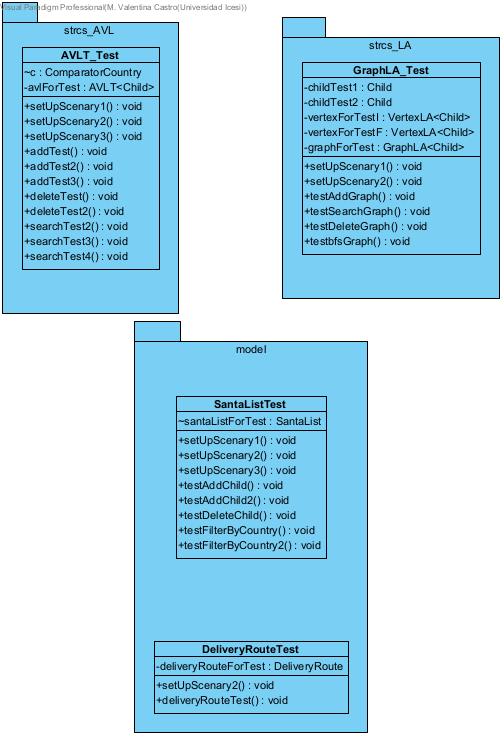 Visual Paradigm Professional(M. Valentina Castro(Universidad Icesi))
strcs_AVL
AVLT_Test
~c : ComparatorCountry
-avlForTest : AVLT<Child>
+setUpScenary1() : void
+setUpScenary2() : void
+setUpScenary3() : void
+addTest() : void
+addTest2() : void
+addTest3() : void
+deleteTest() : void
+deleteTest2() : void
+searchTest2() : void
+searchTest3() : void
+searchTest4() : void
strcs_LA
GraphLA_Test
-childTest1 : Child
-childTest2 : Child
-vertexForTestI : VertexLA<Child>
-vertexForTestF : VertexLA<Child>
-graphForTest : GraphLA<Child>
+setUpScenary1() : void
+setUpScenary2() : void
+testAddGraph() : void
+testSearchGraph() : void
+testDeleteGraph() : void
+testbfsGraph() : void
model
SantaListTest
~santaListForTest : SantaList
+setUpScenary1() : void
+setUpScenary2() : void
+setUpScenary3() : void
+testAddChild() : void
+testAddChild2() : void
+testDeleteChild() : void
+testFilterByCountry() : void
+testFilterByCountry2() : void
DeliveryRouteTest
-deliveryRouteForTest : DeliveryRoute
+setUpScenary2() : void
+deliveryRouteTest() : void